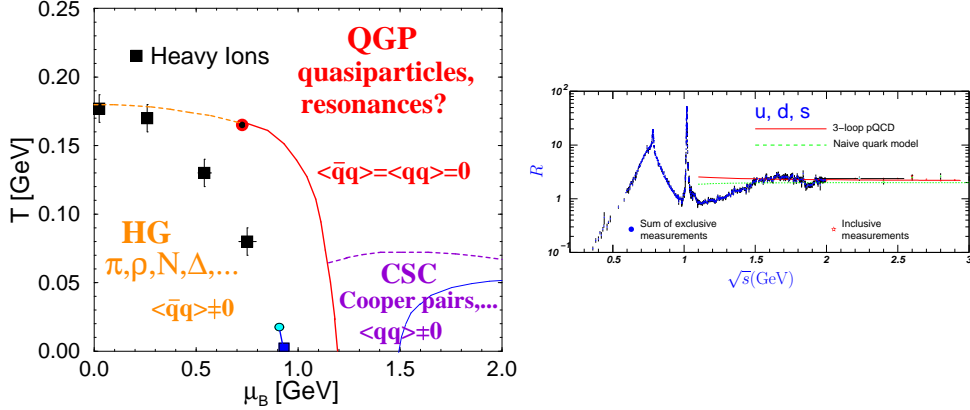 0.25
0.20
0.15
0.10
0.05
0.00
T [GeV]
Heavy Ions
QGP
quasiparticles,
resonances?
<q̄q>=<qq>=0
HG
π,ρ,N,Δ,...
<q̄q>≠0
CSC
Cooper pairs,...
<qq>≠0
0.0 0.5 1.0 1.5 2.0
μB [GeV]
10²
10
1
10⁻¹
R
u, d, s
3-loop pQCD
Naive quark model
Sum of exclusive
measurements
Inclusive
measurements
0.5 1 1.5 2 2.5 3
√s (GeV)